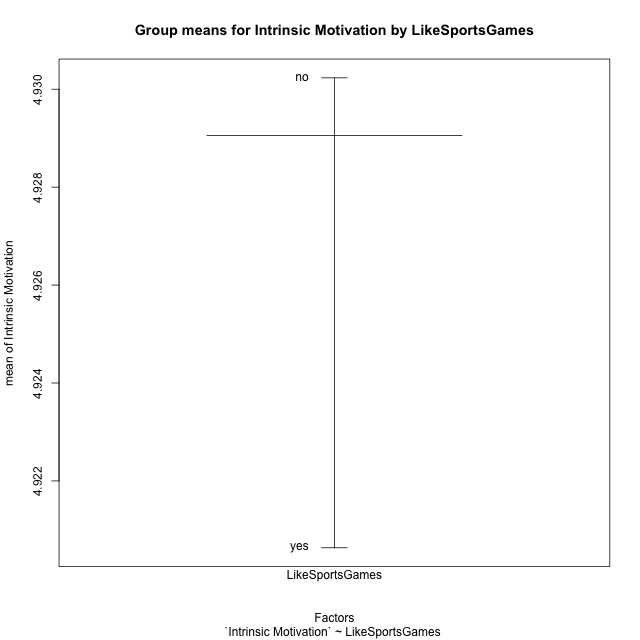 Group means for Intrinsic Motivation by LikeSportsGames
no
4.930
4.928
4.926
4.924
4.922
mean of Intrinsic Motivation
yes
LikeSportsGames
Factors
`Intrinsic Motivation` ~ LikeSportsGames